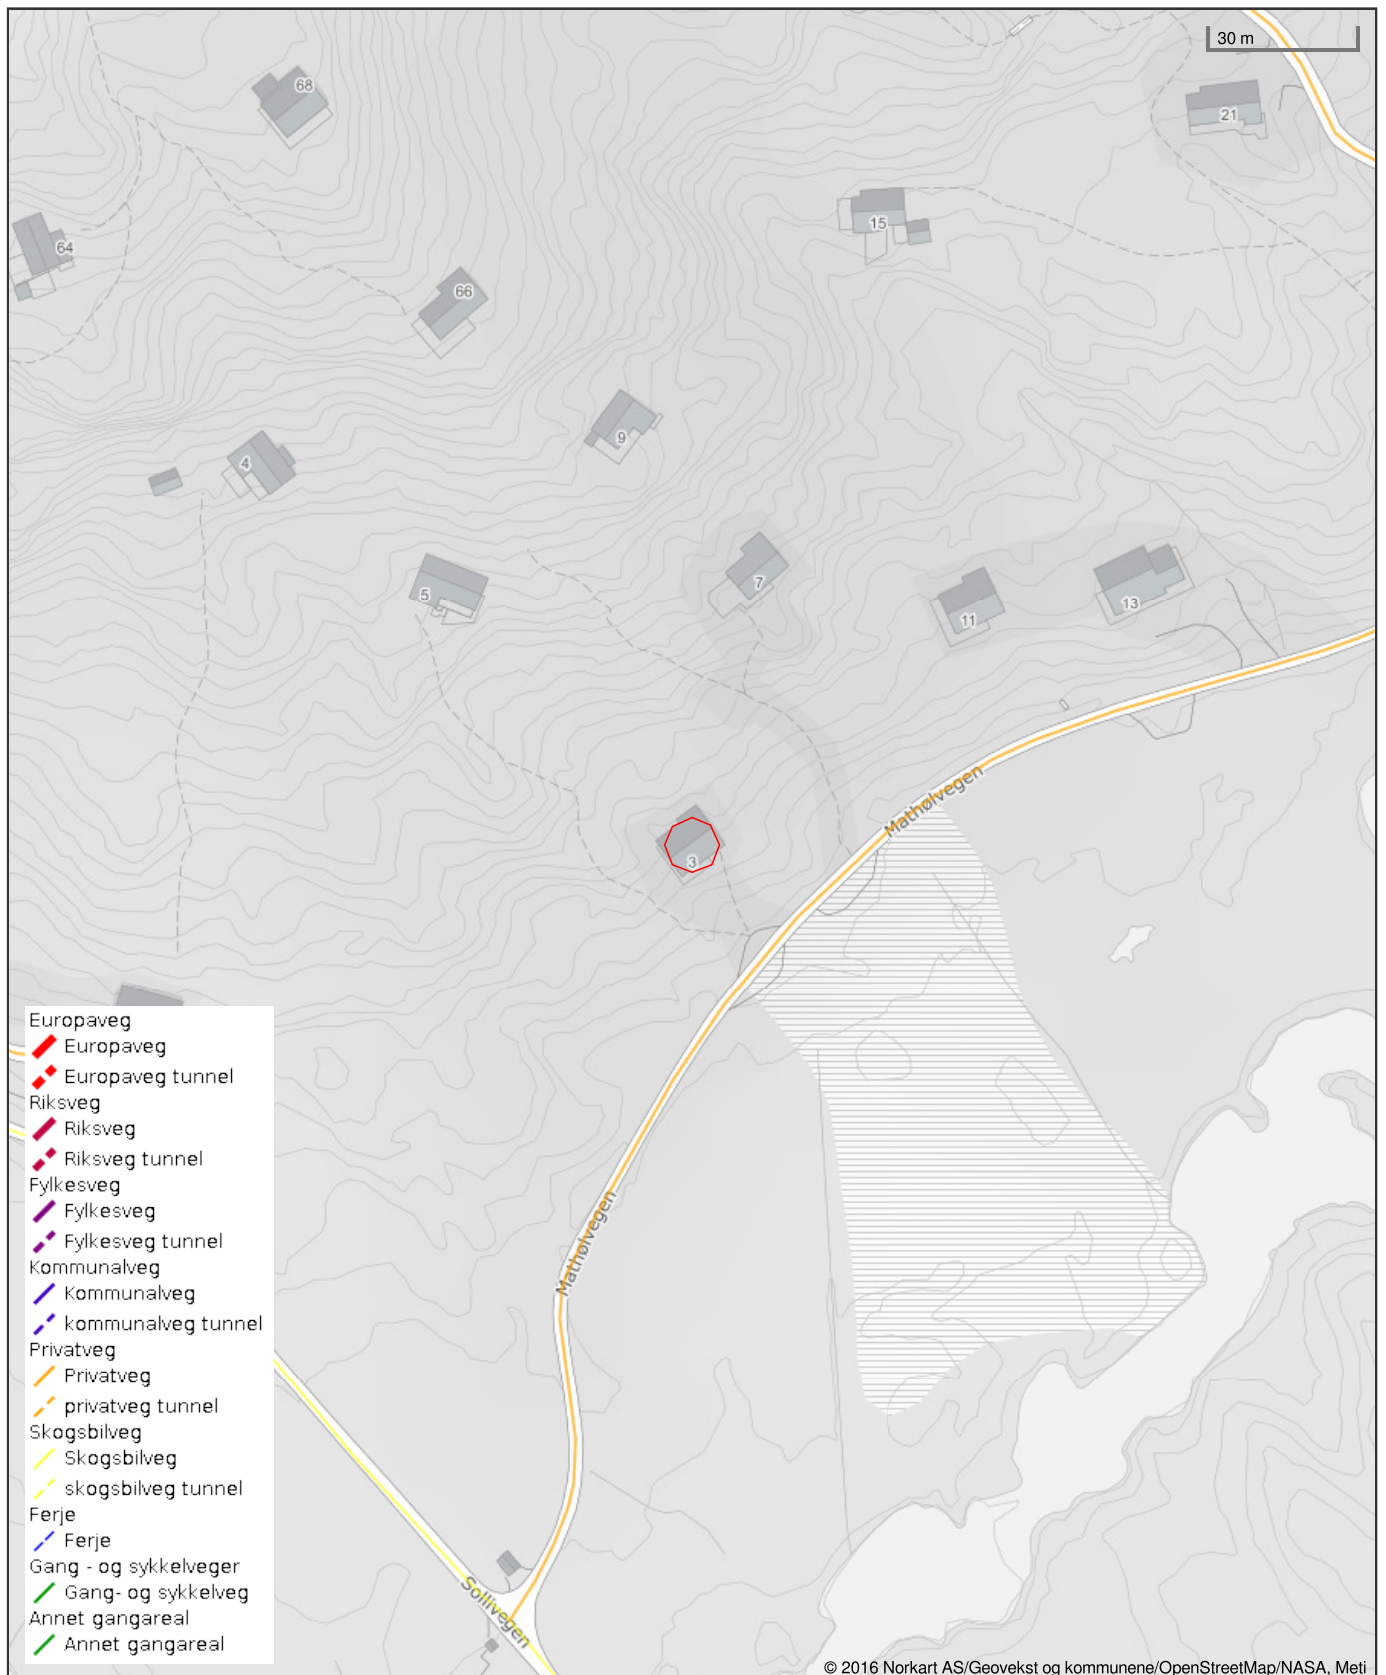 30 m
68
21
15
64
66
9
4
7
5
13
11
Mathølvegen
3
Europaveg
Europaveg
Europaveg tunnel
Riksveg
Riksveg
Riksveg tunnel
Fylkesveg
Fylkesveg
Fylkesveg tunnel
Mathølvegen
Kommunalveg
Kommunalveg
kommunalveg tunnel
Privatveg
Privatveg
privatveg tunnel
Skogsbilveg
Skogsbilveg
skogsbilveg tunnel
Ferje
Ferje
Gang - og sykkelveger
Gang- og sykkelveg
Annet gangareal
Annet gangareal
Sollivegen
© 2016 Norkart AS/Geovekst og kommunene/OpenStreetMap/NASA, Meti